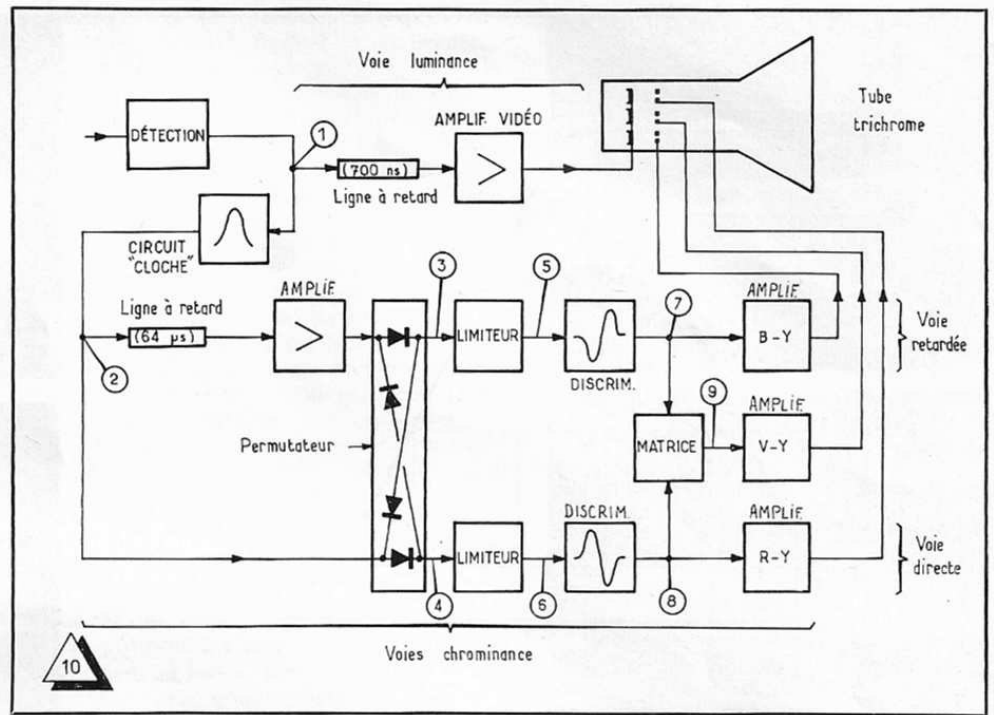 Voie luminance
DÉTECTION
1
(700 ns)
Ligne à retard
AMPLIF. VIDÉO
>
Tube
trichrome
CIRCUIT
"CLOCHE"
Ligne à retard
(64 µs)
2
AMPLIF.
>
3
LIMITEUR
5
DISCRIM.
7
AMPLIF.
B-Y
Voie
retardée
Permutateur
MATRICE
9
AMPLIF.
V-Y
4
LIMITEUR
6
DISCRIM.
8
AMPLIF.
R-Y
Voie
directe
Voies chrominance
10